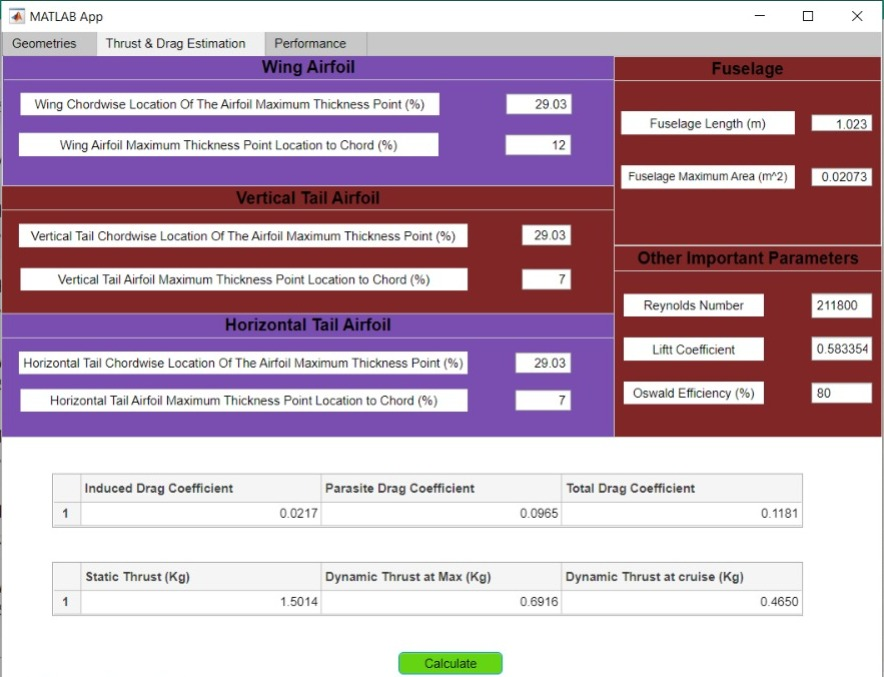 MATLAB App
Geometries Thrust & Drag Estimation Performance
Wing Airfoil
Wing Chordwise Location Of The Airfoil Maximum Thickness Point (%) 29.03
Wing Airfoil Maximum Thickness Point Location to Chord (%) 12
Vertical Tail Airfoil
Vertical Tail Chordwise Location Of The Airfoil Maximum Thickness Point (%) 29.03
Vertical Tail Airfoil Maximum Thickness Point Location to Chord (%) 7
Horizontal Tail Airfoil
Horizontal Tail Chordwise Location Of The Airfoil Maximum Thickness Point (%) 29.03
Horizontal Tail Airfoil Maximum Thickness Point Location to Chord (%) 7
Fuselage
Fuselage Length (m) 1.023
Fuselage Maximum Area (m^2) 0.02073
Other Important Parameters
Reynolds Number 211800
Liftt Coefficient 0.583354
Oswald Efficiency (%) 80
Induced Drag Coefficient Parasite Drag Coefficient Total Drag Coefficient
1 0.0217 0.0965 0.1181
Static Thrust (Kg) Dynamic Thrust at Max (Kg) Dynamic Thrust at cruise (Kg)
1 1.5014 0.6916 0.4650
Calculate